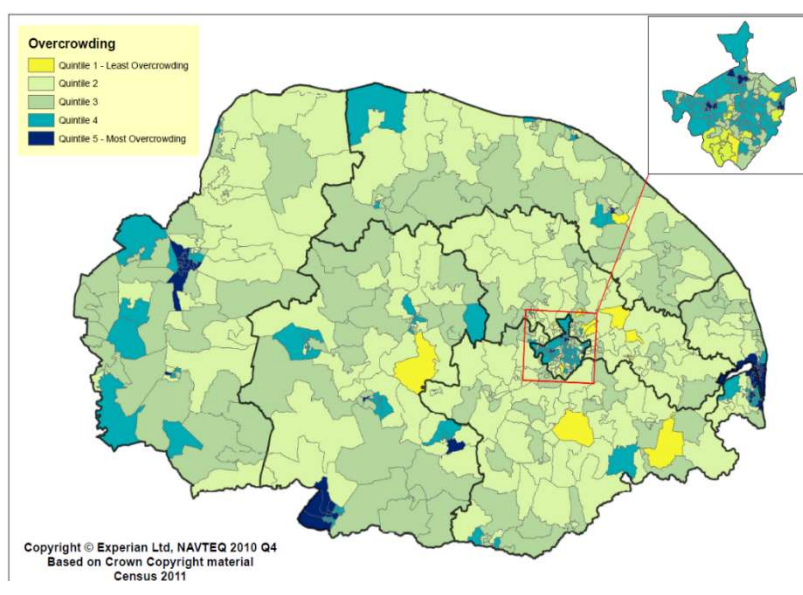 Overcrowding
Quintile 1 - Least Overcrowding
Quintile 2
Quintile 3
Quintile 4
Quintile 5 - Most Overcrowding
Copyright © Experian Ltd, NAVTEQ 2010 Q4
Based on Crown Copyright material
Census 2011